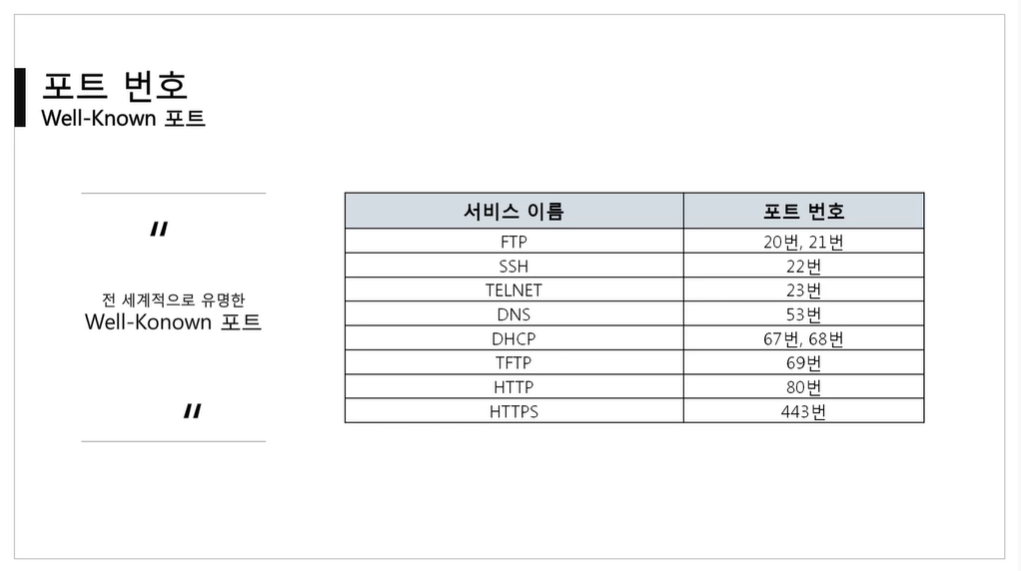 포트 번호
Well-Known 포트
"
전 세계적으로 유명한
Well-Konown 포트
"
서비스 이름 포트 번호
FTP 20번, 21번
SSH 22번
TELNET 23번
DNS 53번
DHCP 67번, 68번
TFTP 69번
HTTP 80번
HTTPS 443번